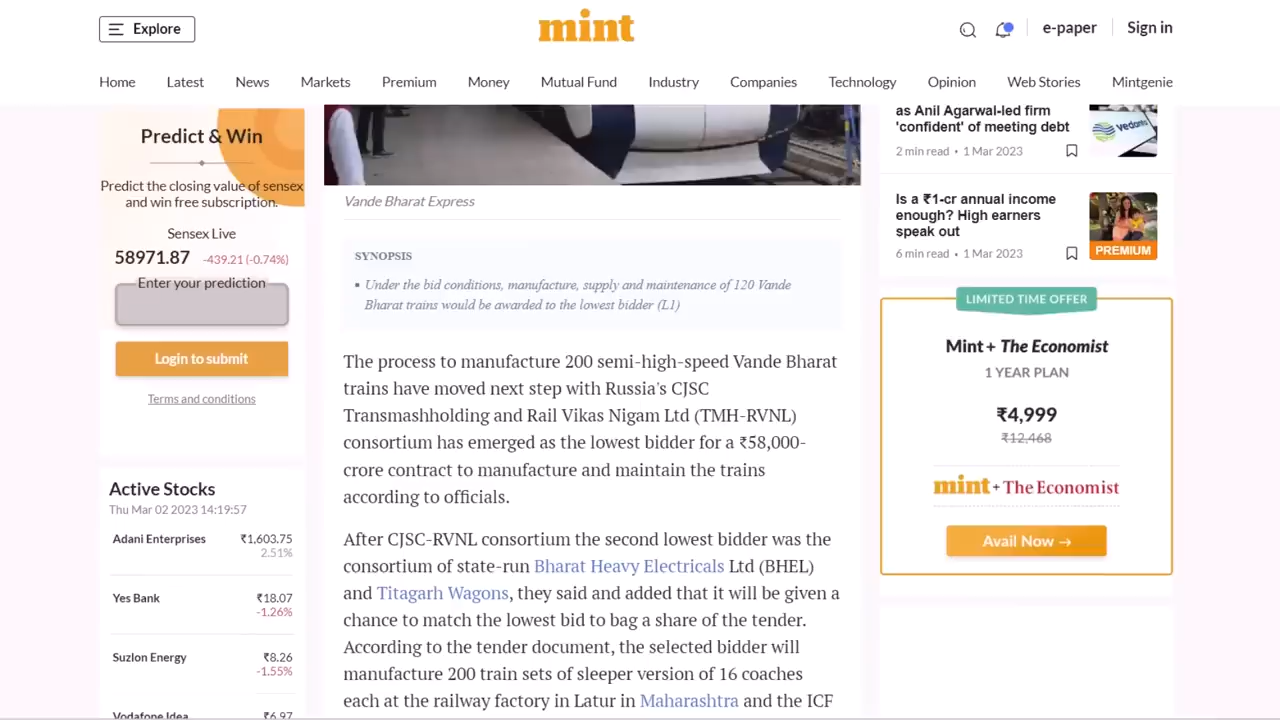 Explore
mint
e-paper
Sign in
Home
Latest
News
Markets
Premium
Money
Mutual Fund
Industry
Companies
Technology
Opinion
Web Stories
Mintgenie
Predict & Win
Predict the closing value of sensex
and win free subscription.
Sensex Live
58971.87 -439.21 (-0.74%)
Enter your prediction
Login to submit
Terms and conditions
Active Stocks
Thu Mar 02 2023 14:19:57
Adani Enterprises ₹1,603.75
2.51%
Yes Bank ₹18.07
-1.26%
Suzlon Energy ₹8.26
-1.55%
Vodafone Idea ₹6.97
Vande Bharat Express
SYNOPSIS
▪ Under the bid conditions, manufacture, supply and maintenance of 120 Vande
Bharat trains would be awarded to the lowest bidder (L1)
The process to manufacture 200 semi-high-speed Vande Bharat
trains have moved next step with Russia's CJSC
Transmashholding and Rail Vikas Nigam Ltd (TMH-RVNL)
consortium has emerged as the lowest bidder for a ₹58,000-
crore contract to manufacture and maintain the trains
according to officials.
After CJSC-RVNL consortium the second lowest bidder was the
consortium of state-run Bharat Heavy Electricals Ltd (BHEL)
and Titagarh Wagons, they said and added that it will be given a
chance to match the lowest bid to bag a share of the tender.
According to the tender document, the selected bidder will
manufacture 200 train sets of sleeper version of 16 coaches
each at the railway factory in Latur in Maharashtra and the ICF
as Anil Agarwal-led firm
'confident' of meeting debt
2 min read • 1 Mar 2023
vedanta
Is a ₹1-cr annual income
enough? High earners
speak out
6 min read • 1 Mar 2023
PREMIUM
LIMITED TIME OFFER
Mint + The Economist
1 YEAR PLAN
₹4,999
₹12,468
mint + The Economist
Avail Now →